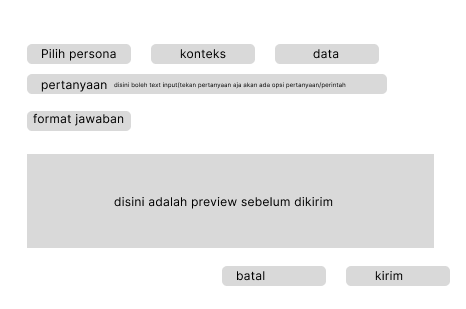 Pilih persona konteks data
pertanyaan disini boleh text input(tekan pertanyaan aja akan ada opsi pertanyaan/perintah
format jawaban
disini adalah preview sebelum dikirim
batal kirim